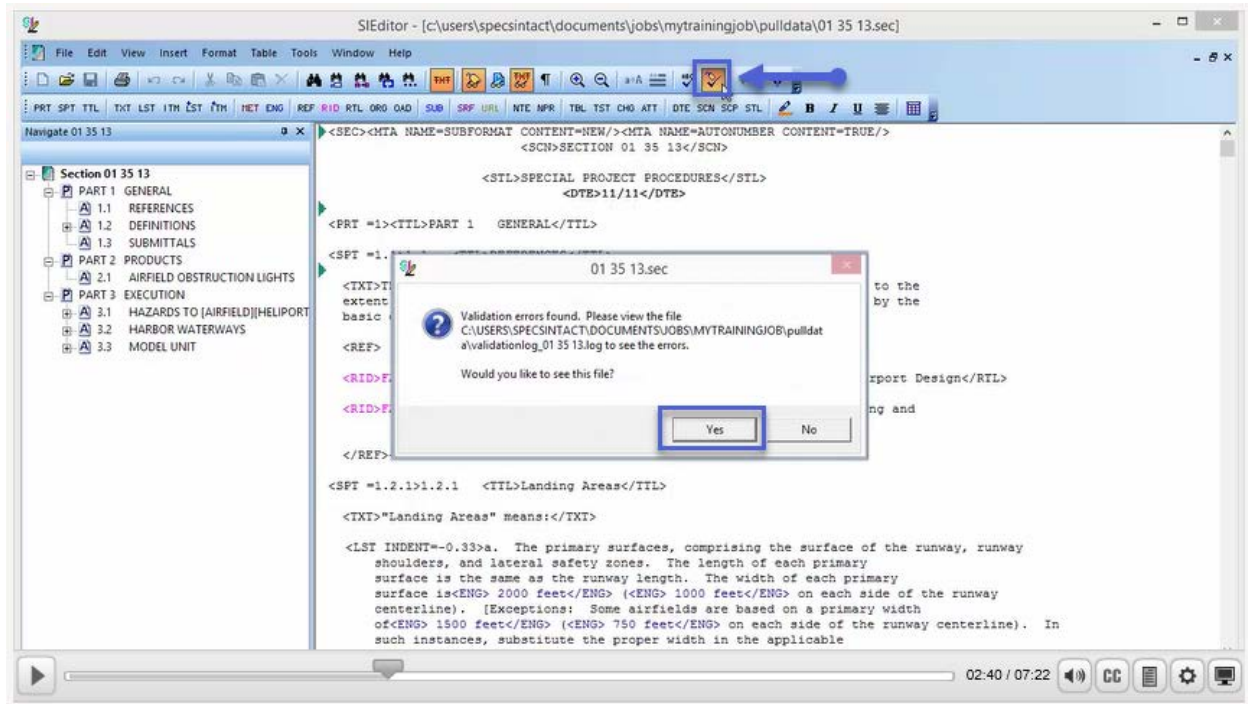 SIEditor - [c:\users\specsintact\documents\jobs\mytrainingjob\pulldata\01 35 13.sec]
File Edit View Insert Format Table Tools Window Help
THT
PRT SPT TTL TXT LST ITM LST ITM MET ENG REF RID RTL ORG OAD SUB SRF URL NTE NPR TBL TST CHG ATT DTE SCN SCP STL B I U
Navigate 01 35 13
Section 01 35 13
PART 1 GENERAL
1.1 REFERENCES
1.2 DEFINITIONS
1.3 SUBMITTALS
PART 2 PRODUCTS
2.1 AIRFIELD OBSTRUCTION LIGHTS
PART 3 EXECUTION
3.1 HAZARDS TO [AIRFIELD][HELIPORT
3.2 HARBOR WATERWAYS
3.3 MODEL UNIT
<SEC><MTA NAME=SUBFORMAT CONTENT=NEW/><MTA NAME=AUTONUMBER CONTENT=TRUE/>
<SCN>SECTION 01 35 13</SCN>
<STL>SPECIAL PROJECT PROCEDURES</STL>
<DTE>11/11</DTE>
<PRT =1><TTL>PART 1 GENERAL</TTL>
<SPT =1.
<TXT>T to the
extent by the
basic
<REF>
<RID>F rport Design</RTL>
<RID>F ng and
</REF>
<SPT =1.2.1>1.2.1 <TTL>Landing Areas</TTL>
<TXT>"Landing Areas" means:</TXT>
<LST INDENT=-0.33>a. The primary surfaces, comprising the surface of the runway, runway
shoulders, and lateral safety zones. The length of each primary
surface is the same as the runway length. The width of each primary
surface is<ENG> 2000 feet</ENG> (<ENG> 1000 feet</ENG> on each side of the runway
centerline). [Exceptions: Some airfields are based on a primary width
of<ENG> 1500 feet</ENG> (<ENG> 750 feet</ENG> on each side of the runway centerline). In
such instances, substitute the proper width in the applicable
01 35 13.sec
Validation errors found. Please view the file
C:\USERS\SPECSINTACT\DOCUMENTS\JOBS\MYTRAININGJOB\pulldat
a\validationlog_01 35 13.log to see the errors.
Would you like to see this file?
Yes No
02:40 / 07:22 CC